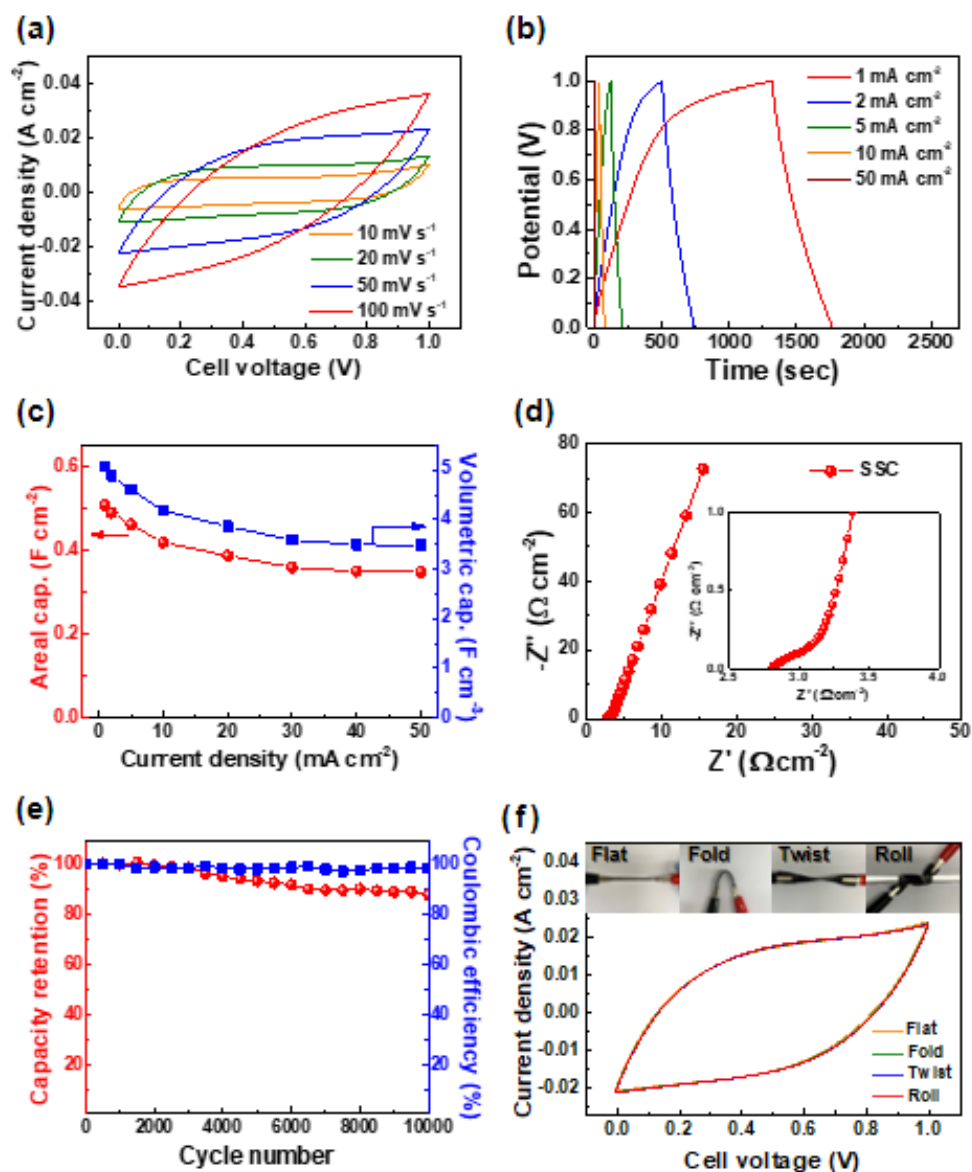 (a)
Current density (A cm-2)
0.04
0.02
0.00
-0.02
-0.04
10 mV s-1
20 mV s-1
50 mV s-1
100 mV s-1
0.0 0.2 0.4 0.6 0.8 1.0
Cell voltage (V)
(b)
Potential (V)
1.0
0.8
0.6
0.4
0.2
0.0
1 mA cm-2
2 mA cm-2
5 mA cm-2
10 mA cm-2
50 mA cm-2
0 500 1000 1500 2000 2500
Time (sec)
(c)
Areal cap. (F cm-2)
0.6
0.4
0.2
0.0
Volumetric cap. (F cm-3)
5
4
3
2
1
0
0 10 20 30 40 50
Current density (mA cm-2)
(d)
-Z'' (Ω cm-2)
80
60
40
20
0
SSC
-Z'' (Ω cm-2)
1.0
0.5
0.0
2.5 3.0 3.5 4.0
Z' (Ωcm-2)
0 10 20 30 40 50
Z' (Ωcm-2)
(e)
Capacity retention (%)
100
80
60
40
20
Coulombic efficiency (%)
100
80
60
40
20
0 2000 4000 6000 8000 10000
Cycle number
(f)
Current density (A cm-2)
0.04
0.03
0.02
0.01
0.00
-0.01
-0.02
Flat Fold Twist Roll
Flat
Fold
Twist
Roll
0.0 0.2 0.4 0.6 0.8 1.0
Cell voltage (V)